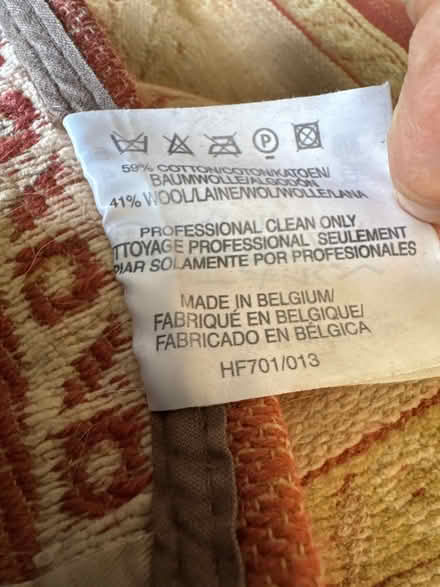 P
59% COTTON/COTON/KATOEN/
BAUMWOLLE/ALGODÓN
41% WOOL/LAINE/WOL/WOLLE/LANA
PROFESSIONAL CLEAN ONLY
TTOYAGE PROFESSIONAL SEULEMENT
PIAR SOLAMENTE POR PROFESIONALES
MADE IN BELGIUM/
FABRIQUÉ EN BELGIQUE/
FABRICADO EN BÉLGICA
HF701/013